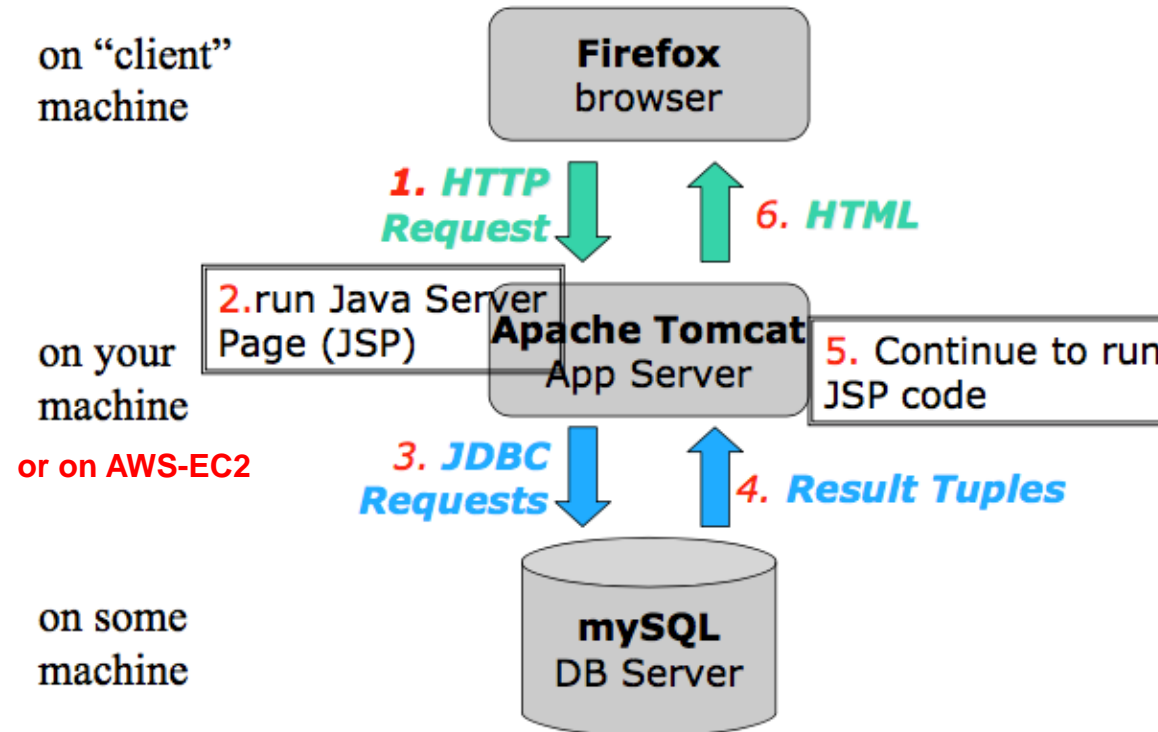 on “client”
machine
Firefox
browser
1. HTTP
Request
6. HTML
2.run Java Server
Page (JSP)
on your
machine
or on AWS-EC2
Apache Tomcat
App Server
5. Continue to run
JSP code
3. JDBC
Requests
4. Result Tuples
on some
machine
mySQL
DB Server